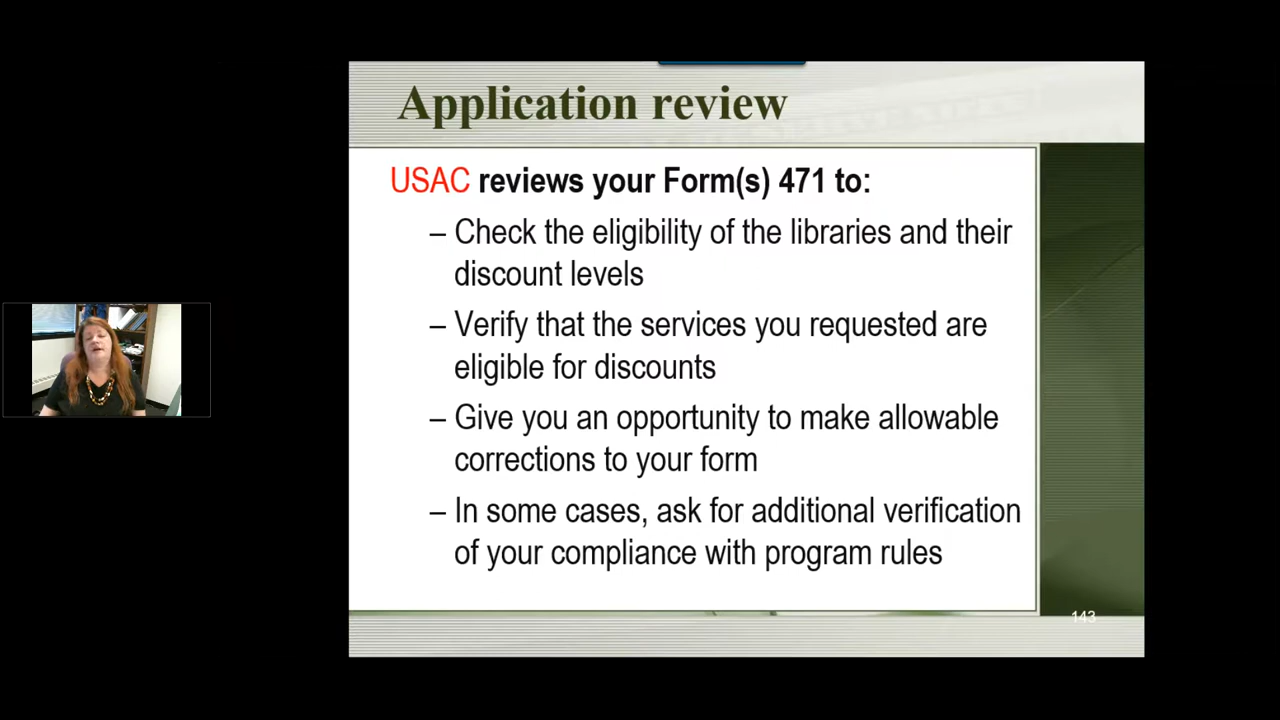 Application review
USAC reviews your Form(s) 471 to:
– Check the eligibility of the libraries and their
discount levels
– Verify that the services you requested are
eligible for discounts
– Give you an opportunity to make allowable
corrections to your form
– In some cases, ask for additional verification
of your compliance with program rules
143